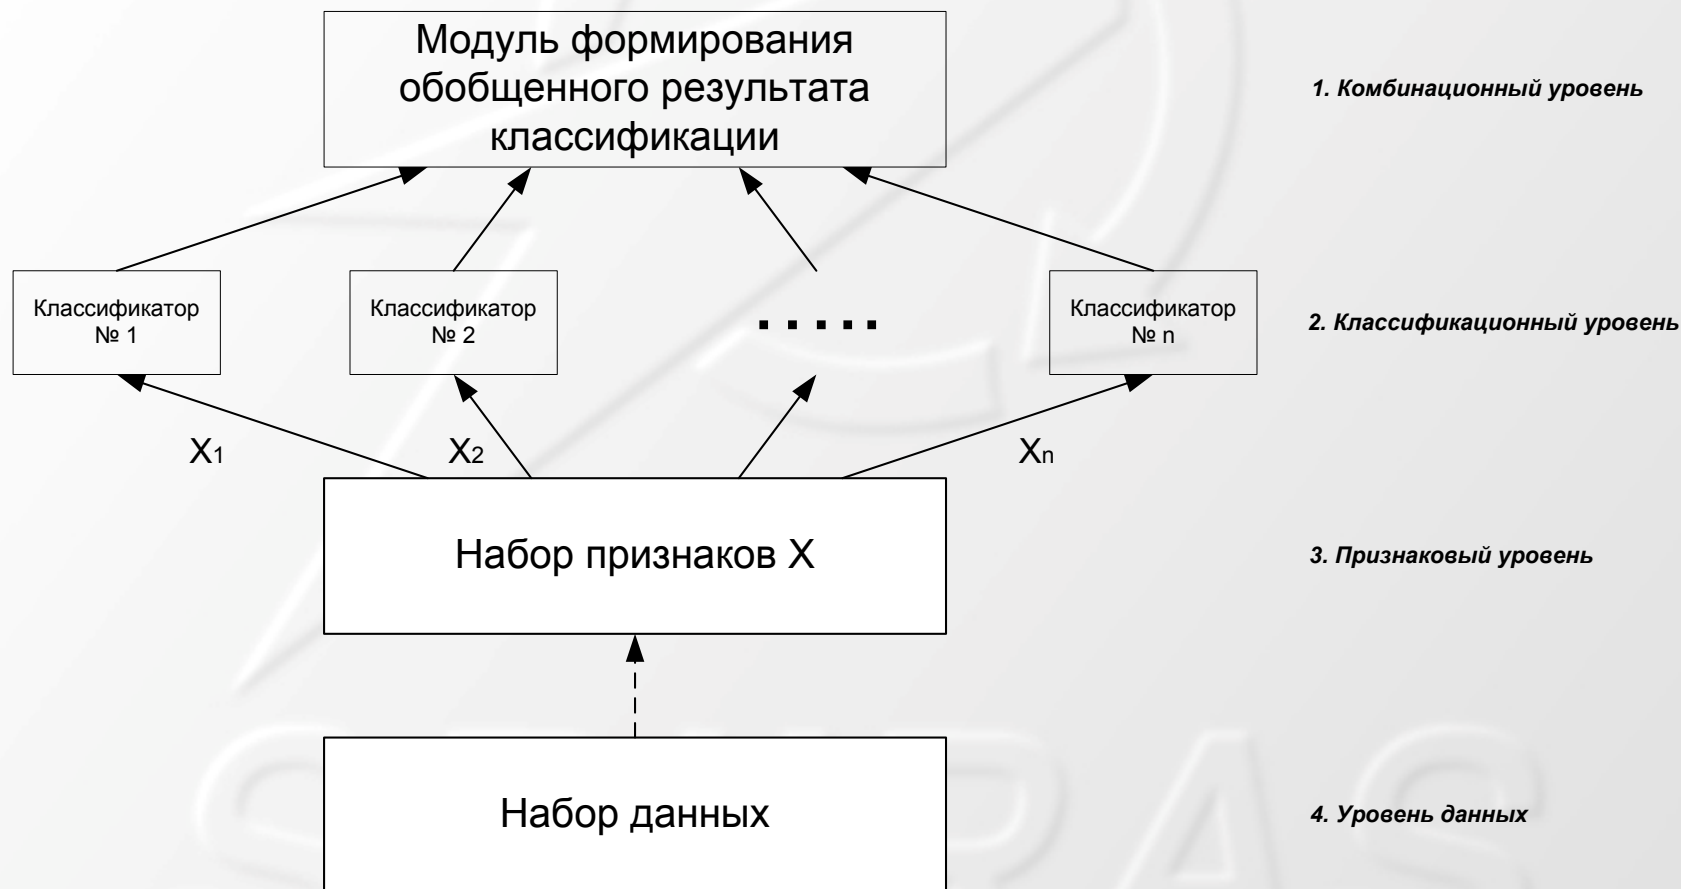 Модуль формирования
обобщенного результата
классификации
1. Комбинационный уровень
Классификатор
№ 1
Классификатор
№ 2
.....
Классификатор
№ n
2. Классификационный уровень
X1
X2
Xn
Набор признаков X
3. Признаковый уровень
Набор данных
4. Уровень данных